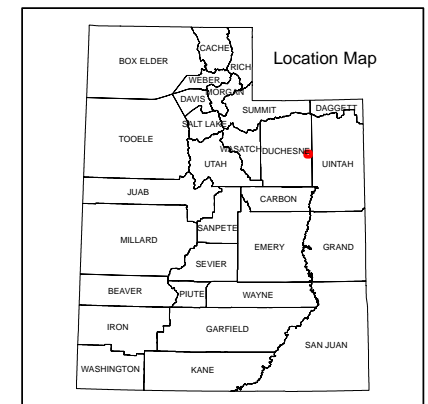 Location Map
BOX ELDER
CACHE
RICH
WEBER
MORGAN
DAVIS
SUMMIT
DAGGETT
SALT LAKE
TOOELE
WASATCH
DUCHESNE
UINTAH
UTAH
JUAB
CARBON
SANPETE
MILLARD
EMERY
GRAND
SEVIER
BEAVER
PIUTE
WAYNE
IRON
GARFIELD
SAN JUAN
WASHINGTON
KANE